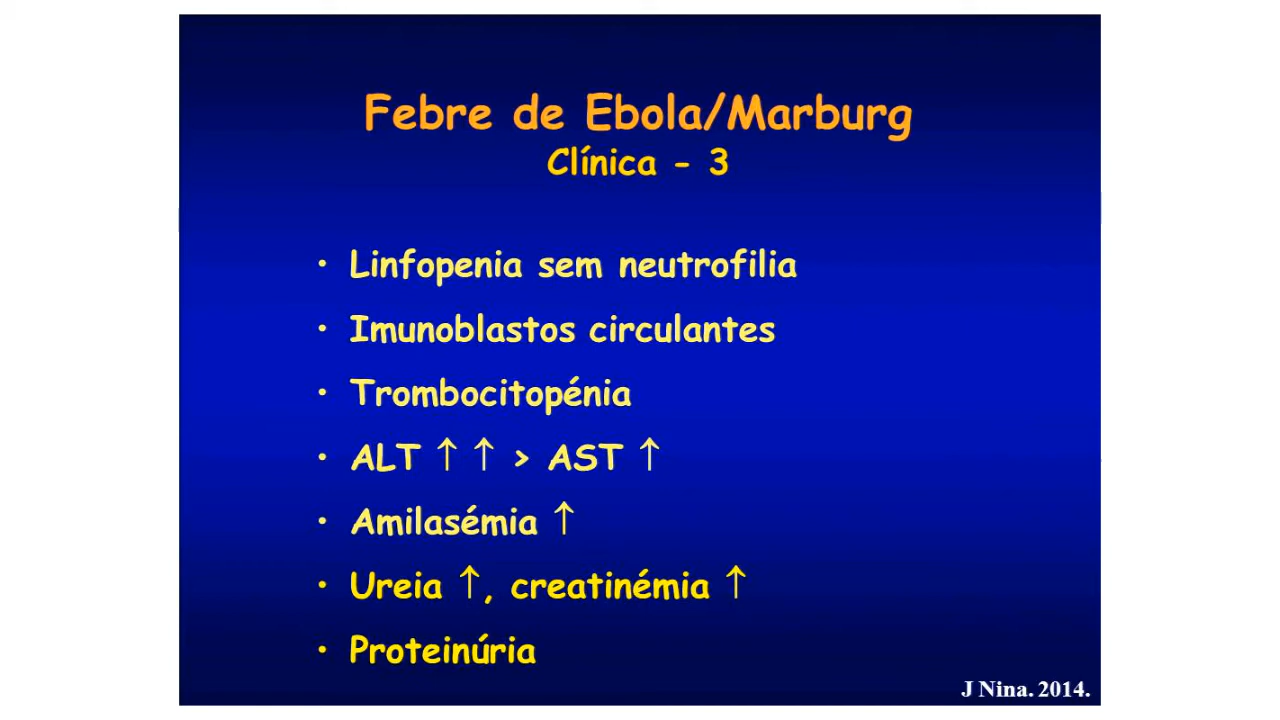 Febre de Ebola/Marburg
Clínica - 3
• Linfopenia sem neutrofilia
• Imunoblastos circulantes
• Trombocitopénia
• ALT ↑ ↑ > AST ↑
• Amilasémia ↑
• Ureia ↑, creatinémia ↑
• Proteinúria
J Nina. 2014.